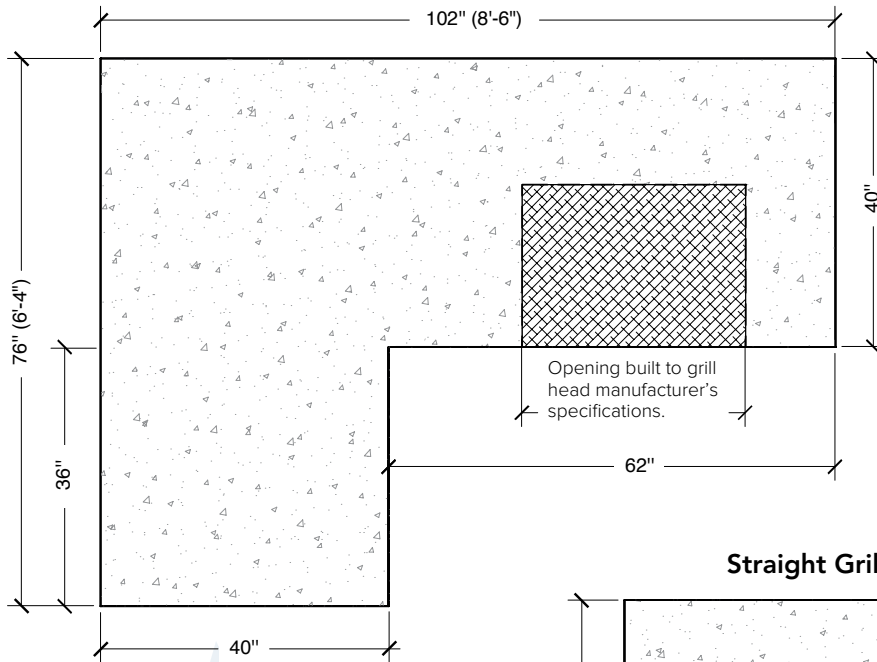 102" (8'-6")
40"
76" (6'-4")
36"
Opening built to grill
head manufacturer’s
specifications.
62"
Straight Gril
40"